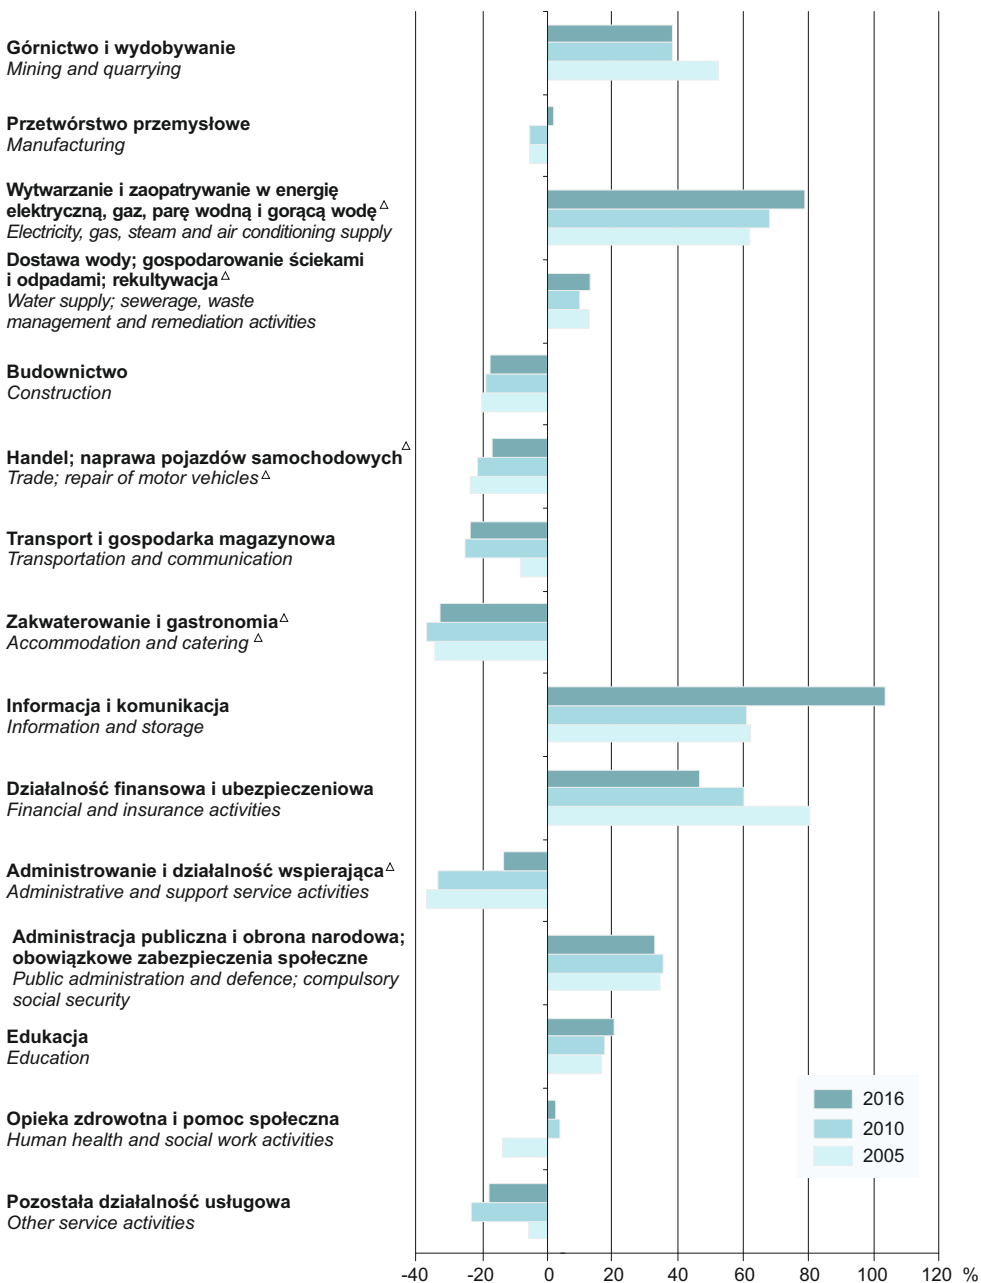 Górnictwo i wydobywanie
Mining and quarrying
Przetwórstwo przemysłowe
Manufacturing
Wytwarzanie i zaopatrywanie w energię
elektryczną, gaz, parę wodną i gorącą wodę△
Electricity, gas, steam and air conditioning supply
Dostawa wody; gospodarowanie ściekami
i odpadami; rekultywacja△
Water supply; sewerage, waste
management and remediation activities
Budownictwo
Construction
Handel; naprawa pojazdów samochodowych△
Trade; repair of motor vehicles△
Transport i gospodarka magazynowa
Transportation and communication
Zakwaterowanie i gastronomia△
Accommodation and catering △
Informacja i komunikacja
Information and storage
Działalność finansowa i ubezpieczeniowa
Financial and insurance activities
Administrowanie i działalność wspierająca△
Administrative and support service activities
Administracja publiczna i obrona narodowa;
obowiązkowe zabezpieczenia społeczne
Public administration and defence; compulsory
social security
Edukacja
Education
Opieka zdrowotna i pomoc społeczna
Human health and social work activities
Pozostała działalność usługowa
Other service activities
2016
2010
2005
-40 -20 0 20 40 60 80 100 120 %